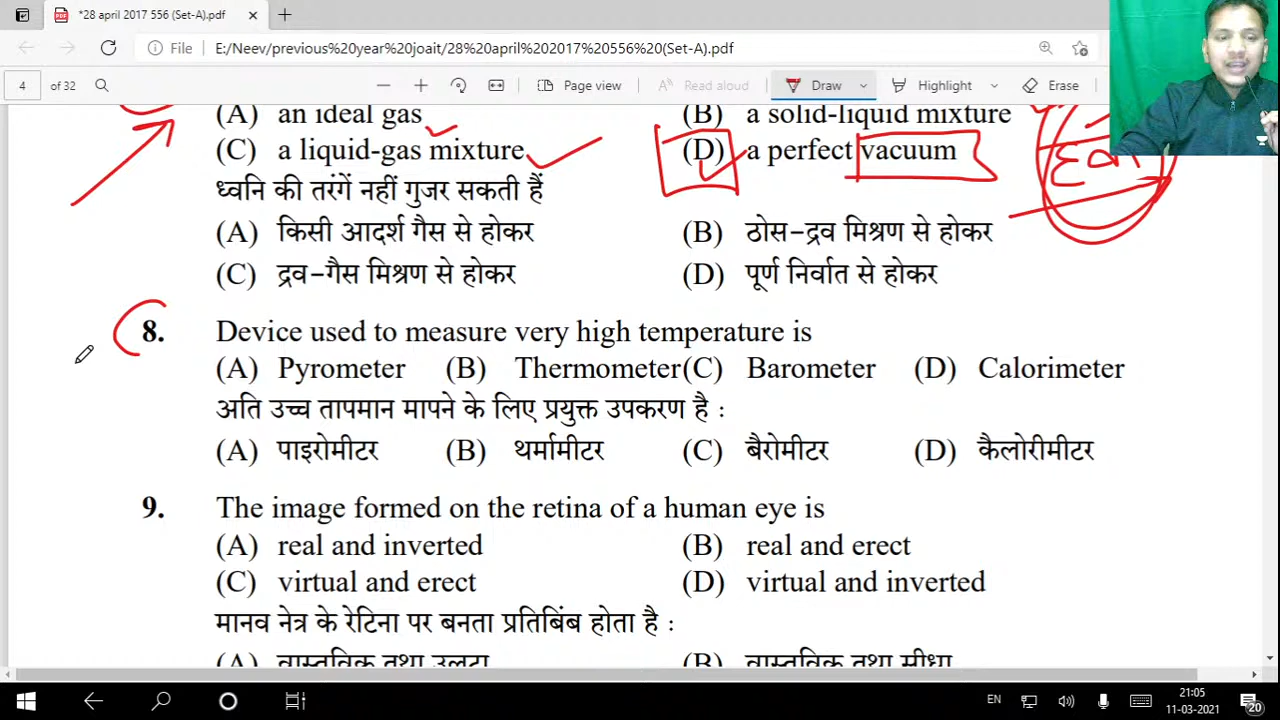 *28 april 2017 556 (Set-A).pdf
File E:/Neev/previous%20year%20joait/28%20april%202017%20556%20(Set-A).pdf
4 of 32 Page view Read aloud Draw Highlight Erase
(A) an ideal gas (B) a solid-liquid mixture
(C) a liquid-gas mixture (D) a perfect vacuum
ध्वनि की तरंगें नहीं गुजर सकती हैं
(A) किसी आदर्श गैस से होकर (B) ठोस-द्रव मिश्रण से होकर
(C) द्रव-गैस मिश्रण से होकर (D) पूर्ण निर्वात से होकर
8. Device used to measure very high temperature is
(A) Pyrometer (B) Thermometer (C) Barometer (D) Calorimeter
अति उच्च तापमान मापने के लिए प्रयुक्त उपकरण है :
(A) पाइरोमीटर (B) थर्मामीटर (C) बैरोमीटर (D) कैलोरीमीटर
9. The image formed on the retina of a human eye is
(A) real and inverted (B) real and erect
(C) virtual and erect (D) virtual and inverted
मानव नेत्र के रेटिना पर बनता प्रतिबिंब होता है :
(A) वास्तविक तथा उलटा (B) वास्तविक तथा सीधा
EN 21:05
11-03-2021 20